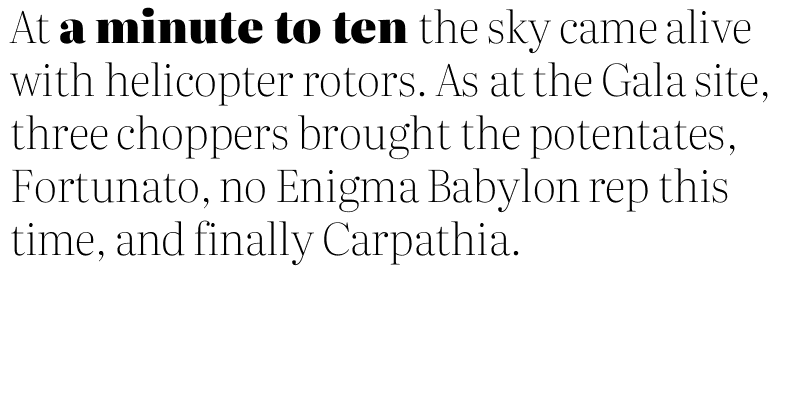 At a minute to ten the sky came alive
with helicopter rotors. As at the Gala site,
three choppers brought the potentates,
Fortunato, no Enigma Babylon rep this
time, and finally Carpathia.